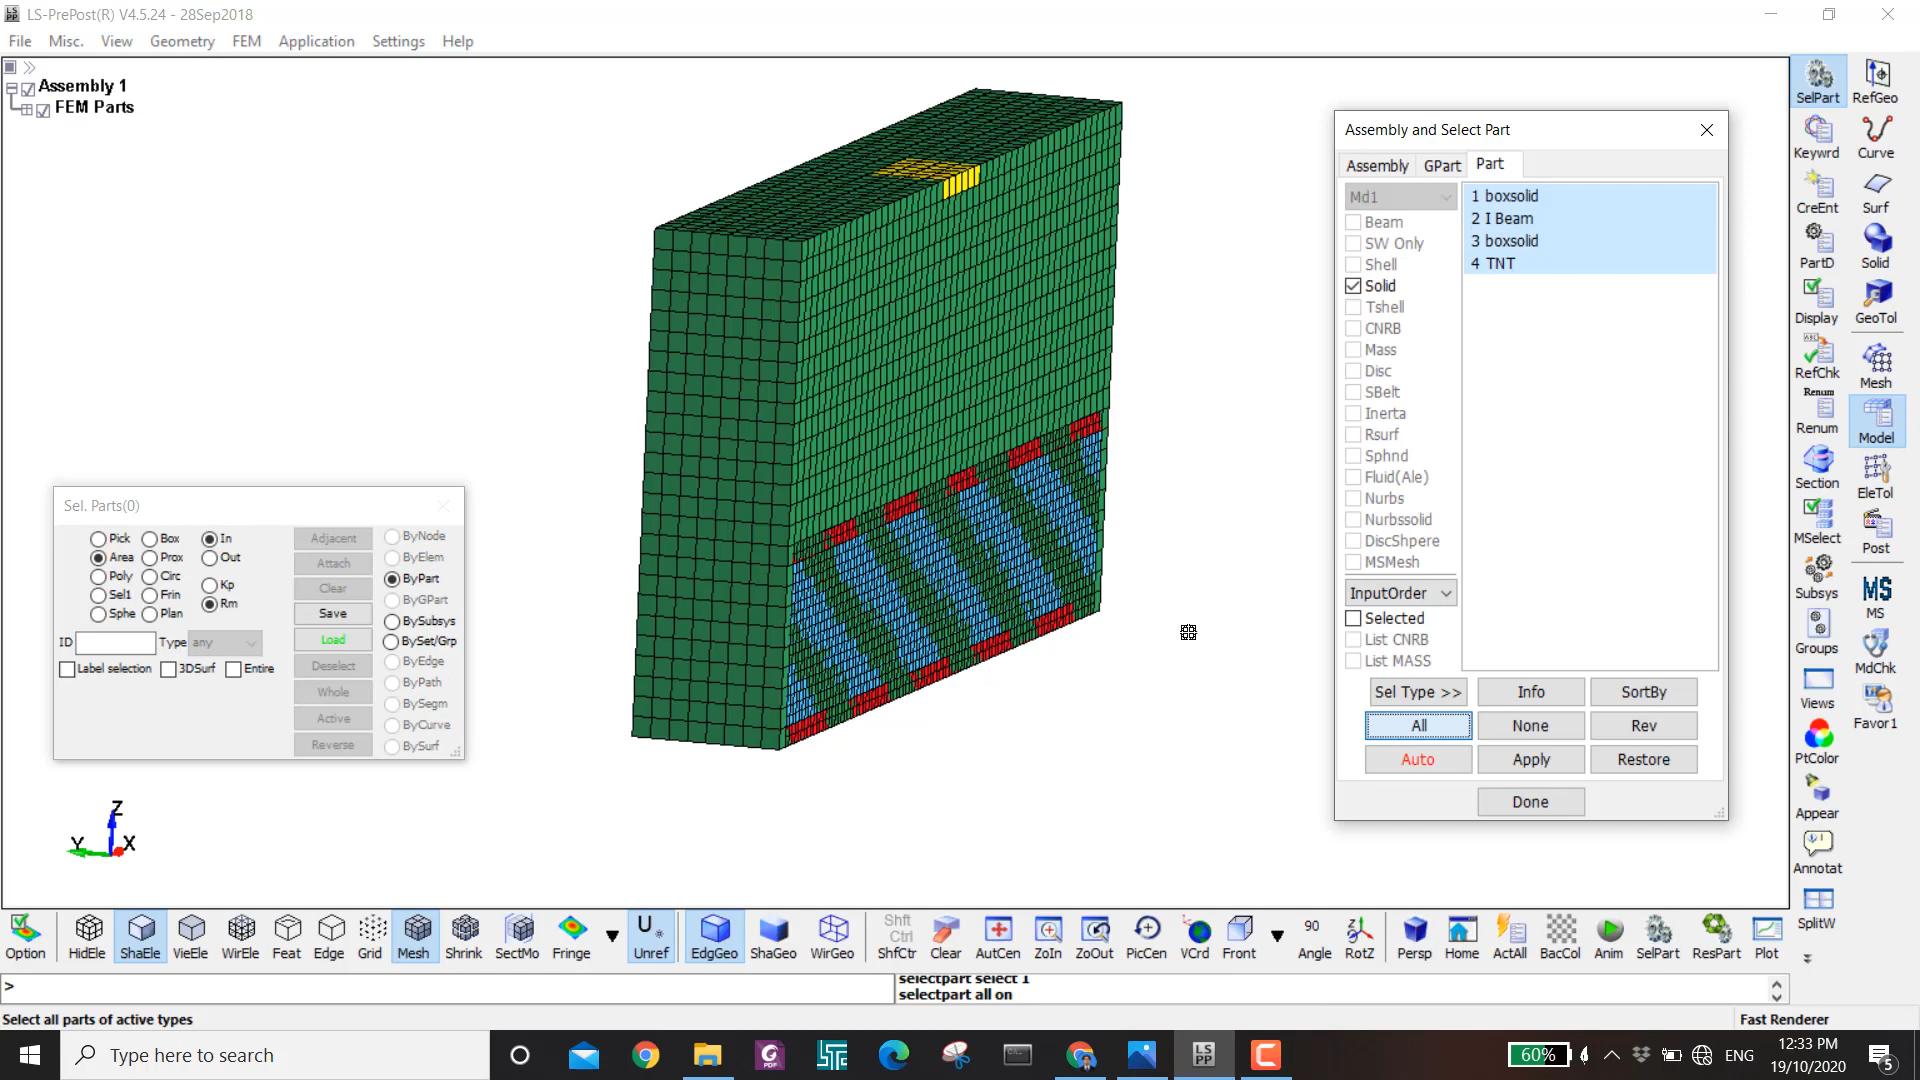 LS-PrePost(R) V4.5.24 - 28Sep2018
File Misc. View Geometry FEM Application Settings Help
Assembly 1
FEM Parts
Sel. Parts(0)
Pick Box In
Area Prox Out
Poly Circ Kp
Sel1 Frin Rm
Sphe Plan
ID Type any
Label selection 3DSurf Entire
Adjacent
Attach
Clear
Save
Load
Deselect
Whole
Active
Reverse
ByNode
ByElem
ByPart
ByGPart
BySubsys
BySet/Grp
ByEdge
ByPath
BySegm
ByCurve
BySurf
Z
Y X
Assembly and Select Part
Assembly GPart Part
Md1
Beam
SW Only
Shell
Solid
Tshell
CNRB
Mass
Disc
SBelt
Inerta
Rsurf
Sphnd
Fluid(Ale)
Nurbs
Nurbssolid
DiscShpere
MSMesh
InputOrder
Selected
List CNRB
List MASS
1 boxsolid
2 I Beam
3 boxsolid
4 TNT
Sel Type >> Info SortBy
All None Rev
Auto Apply Restore
Done
SelPart RefGeo
Keywrd Curve
CreEnt Surf
PartD Solid
Display GeoTol
RefChk Mesh
Renum
Renum Model
Section EleTol
MSelect Post
Subsys MS
MS
Groups MdChk
Views Favor1
PtColor
Appear
Annotat
SplitW
Option HidEle ShaEle VieEle WirEle Feat Edge Grid Mesh Shrink SectMo Fringe U Unref EdgGeo ShaGeo WirGeo Shft Ctrl ShfCtr Clear AutCen ZoIn ZoOut PicCen VCrd Front 90 Angle RotZ Persp Home ActAll BacCol Anim SelPart ResPart Plot
>
selectpart select 1
selectpart all on
Select all parts of active types
Fast Renderer
Type here to search
LS
PP
60%
ENG
12:33 PM
19/10/2020
5